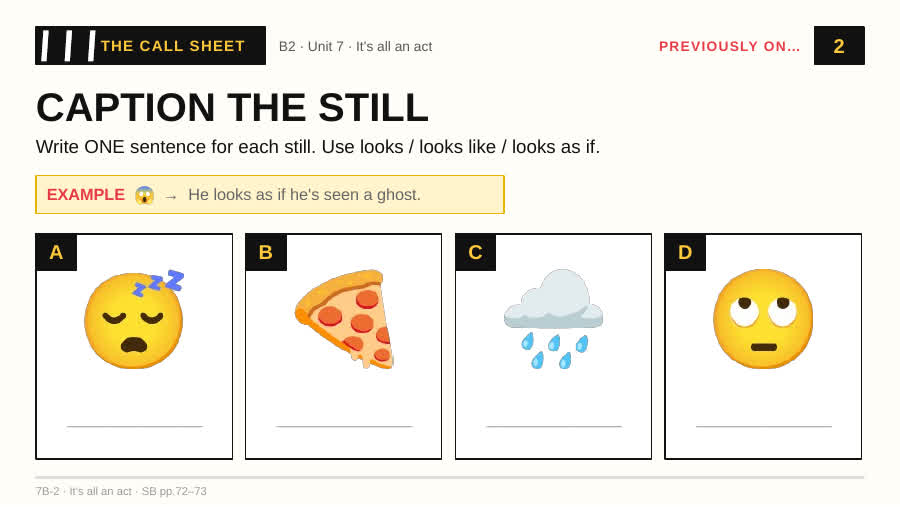 THE CALL SHEET
B2 · Unit 7 · It's all an act
PREVIOUSLY ON...
2
CAPTION THE STILL
Write ONE sentence for each still. Use looks / looks like / looks as if.
EXAMPLE 😱 → He looks as if he's seen a ghost.
A
B
C
D
7B-2 · It's all an act · SB pp.72–73